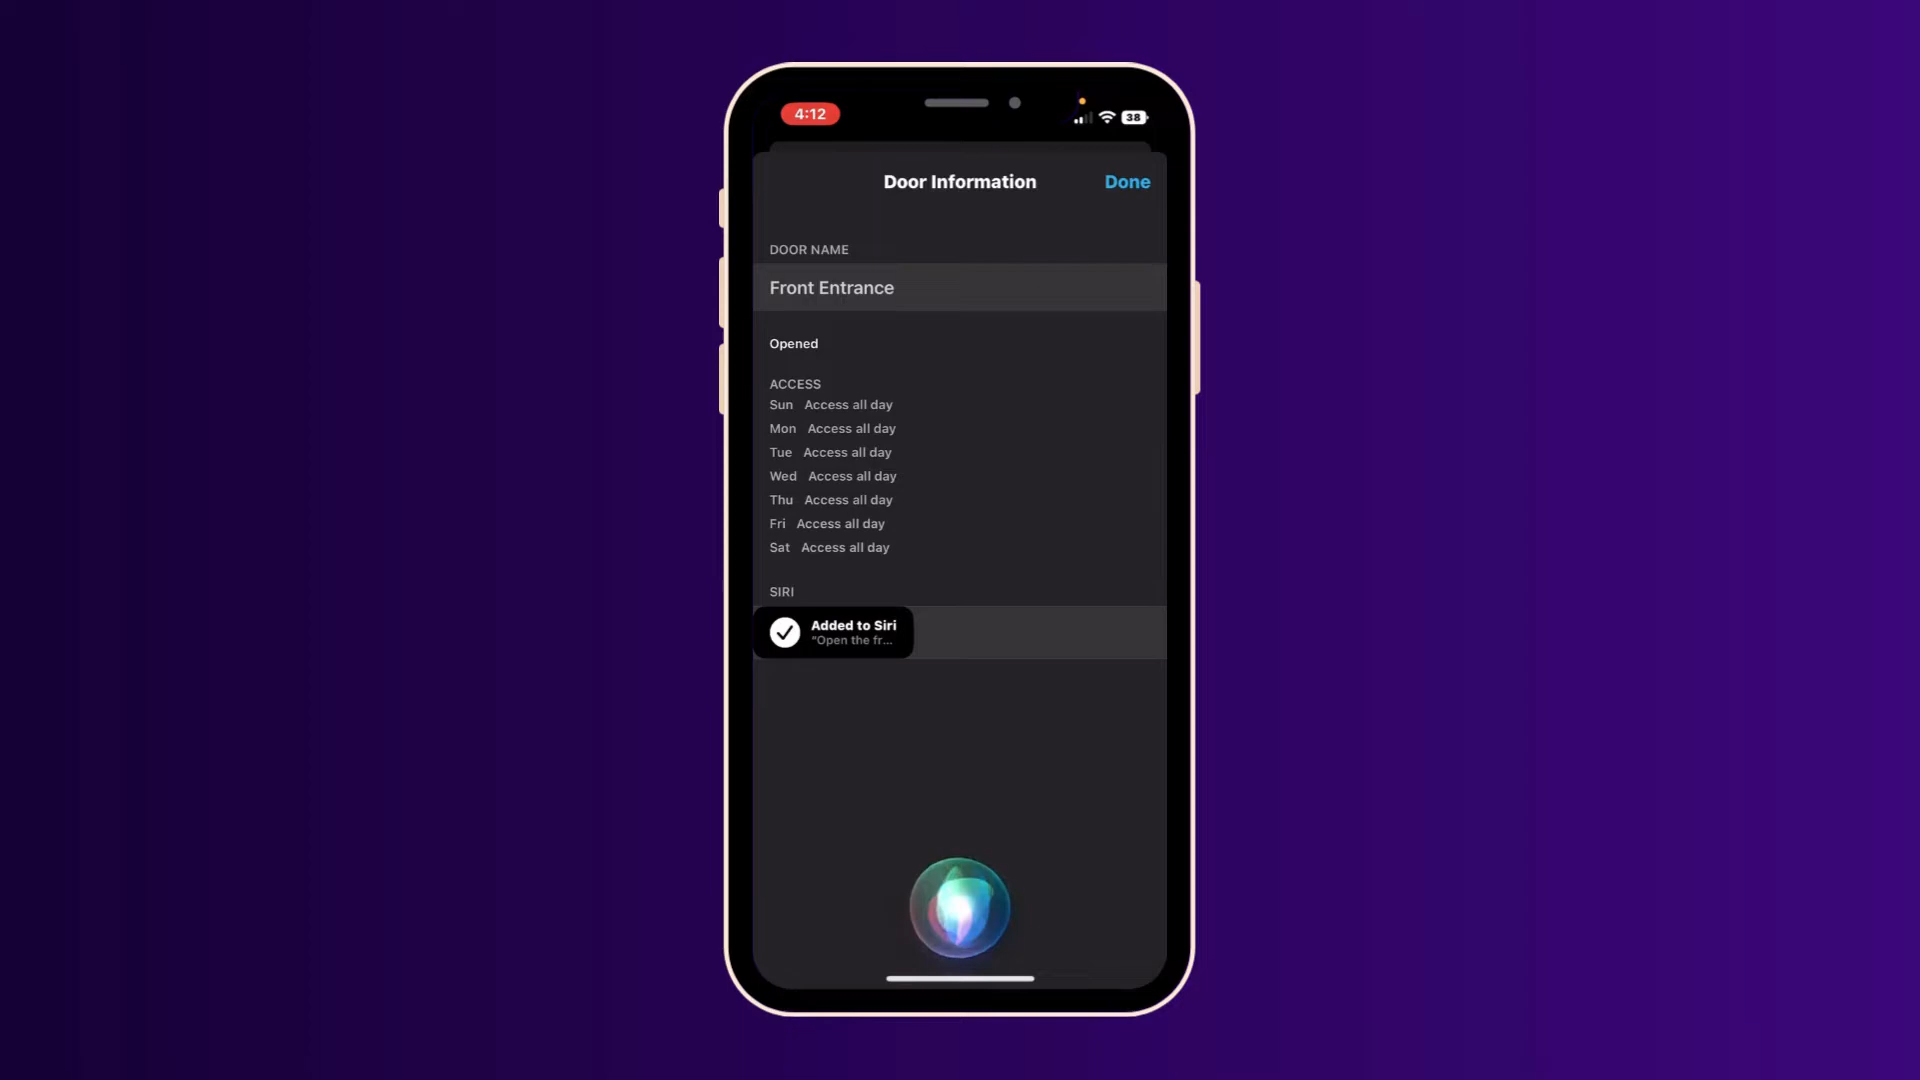 4:12
38
Door Information
Done
DOOR NAME
Front Entrance
Opened
ACCESS
Sun Access all day
Mon Access all day
Tue Access all day
Wed Access all day
Thu Access all day
Fri Access all day
Sat Access all day
SIRI
Added to Siri
"Open the fr...